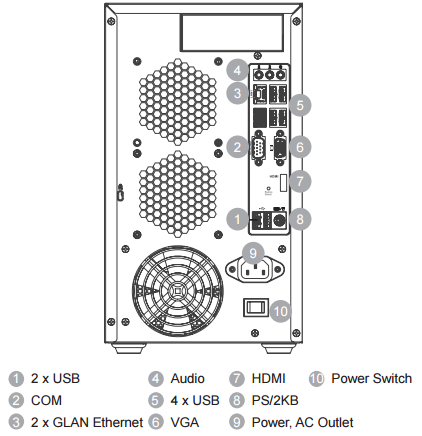 4
3
5
2
6
HDMI
7
1
8
9
10
1 2 x USB 4 Audio 7 HDMI 10 Power Switch
2 COM 5 4 x USB 8 PS/2KB
3 2 x GLAN Ethernet 6 VGA 9 Power, AC Outlet